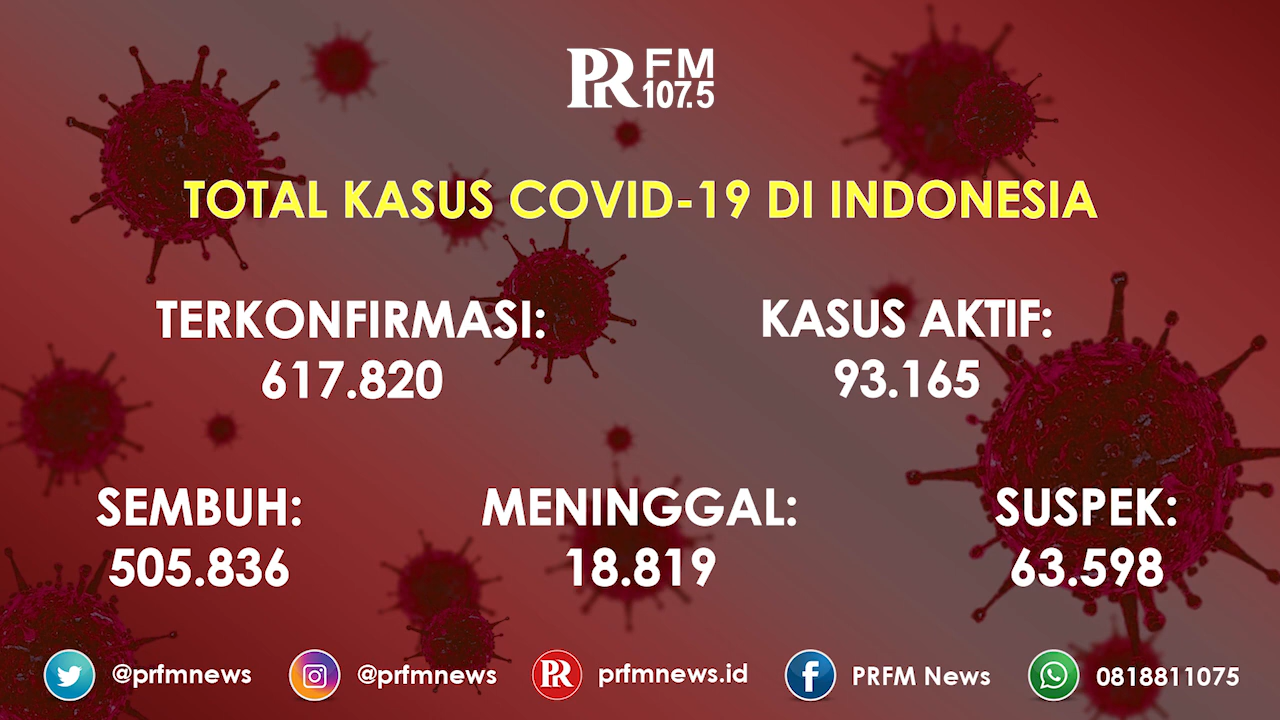 PR FM
107.5
TOTAL KASUS COVID-19 DI INDONESIA
TERKONFIRMASI:
617.820
KASUS AKTIF:
93.165
SEMBUH:
505.836
MENINGGAL:
18.819
SUSPEK:
63.598
@prfmnews
@prfmnews
PR
prfmnews.id
PRFM News
0818811075